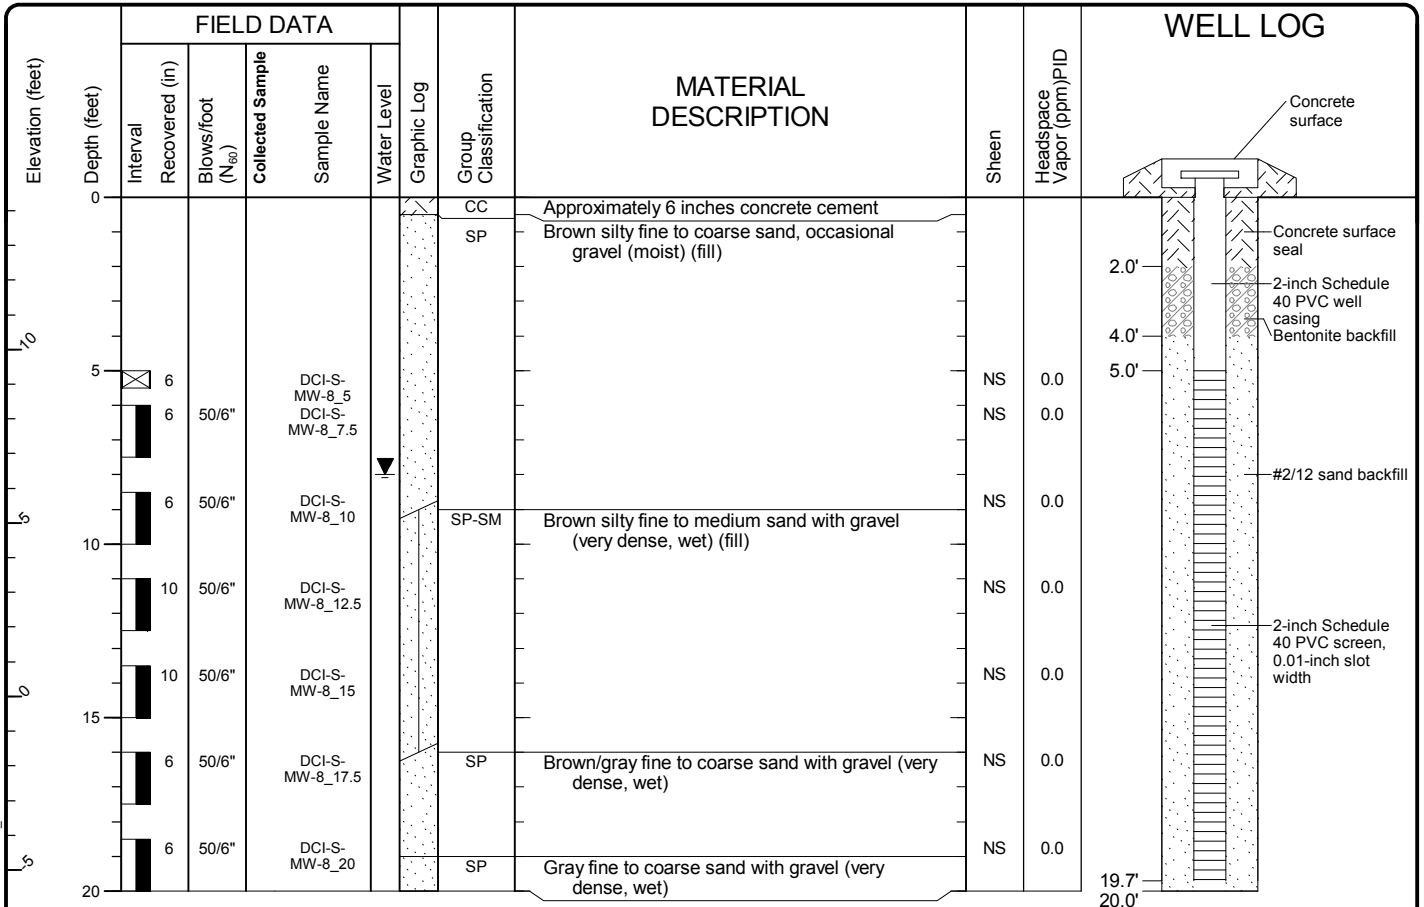 FIELD DATA
WELL LOG
Elevation (feet)
Depth (feet)
Interval
Recovered (in)
Blows/foot
(N60)
Collected Sample
Sample Name
Water Level
Graphic Log
Group
Classification
MATERIAL
DESCRIPTION
Sheen
Headspace
Vapor (ppm)PID
Concrete
surface
0
CC
Approximately 6 inches concrete cement
SP
Brown silty fine to coarse sand, occasional
gravel (moist) (fill)
Concrete surface
seal
2.0'
2-inch Schedule
40 PVC well
casing
Bentonite backfill
4.0'
10
5
6
DCI-S-
MW-8_5
NS
0.0
5.0'
6
50/6"
DCI-S-
MW-8_7.5
NS
0.0
#2/12 sand backfill
6
50/6"
DCI-S-
MW-8_10
NS
0.0
5
SP-SM
Brown silty fine to medium sand with gravel
(very dense, wet) (fill)
10
10
50/6"
DCI-S-
MW-8_12.5
NS
0.0
2-inch Schedule
40 PVC screen,
0.01-inch slot
width
10
50/6"
DCI-S-
MW-8_15
NS
0.0
0
15
6
50/6"
DCI-S-
MW-8_17.5
SP
Brown/gray fine to coarse sand with gravel (very
dense, wet)
NS
0.0
6
50/6"
DCI-S-
MW-8_20
NS
0.0
-5
SP
Gray fine to coarse sand with gravel (very
dense, wet)
19.7'
20
20.0'